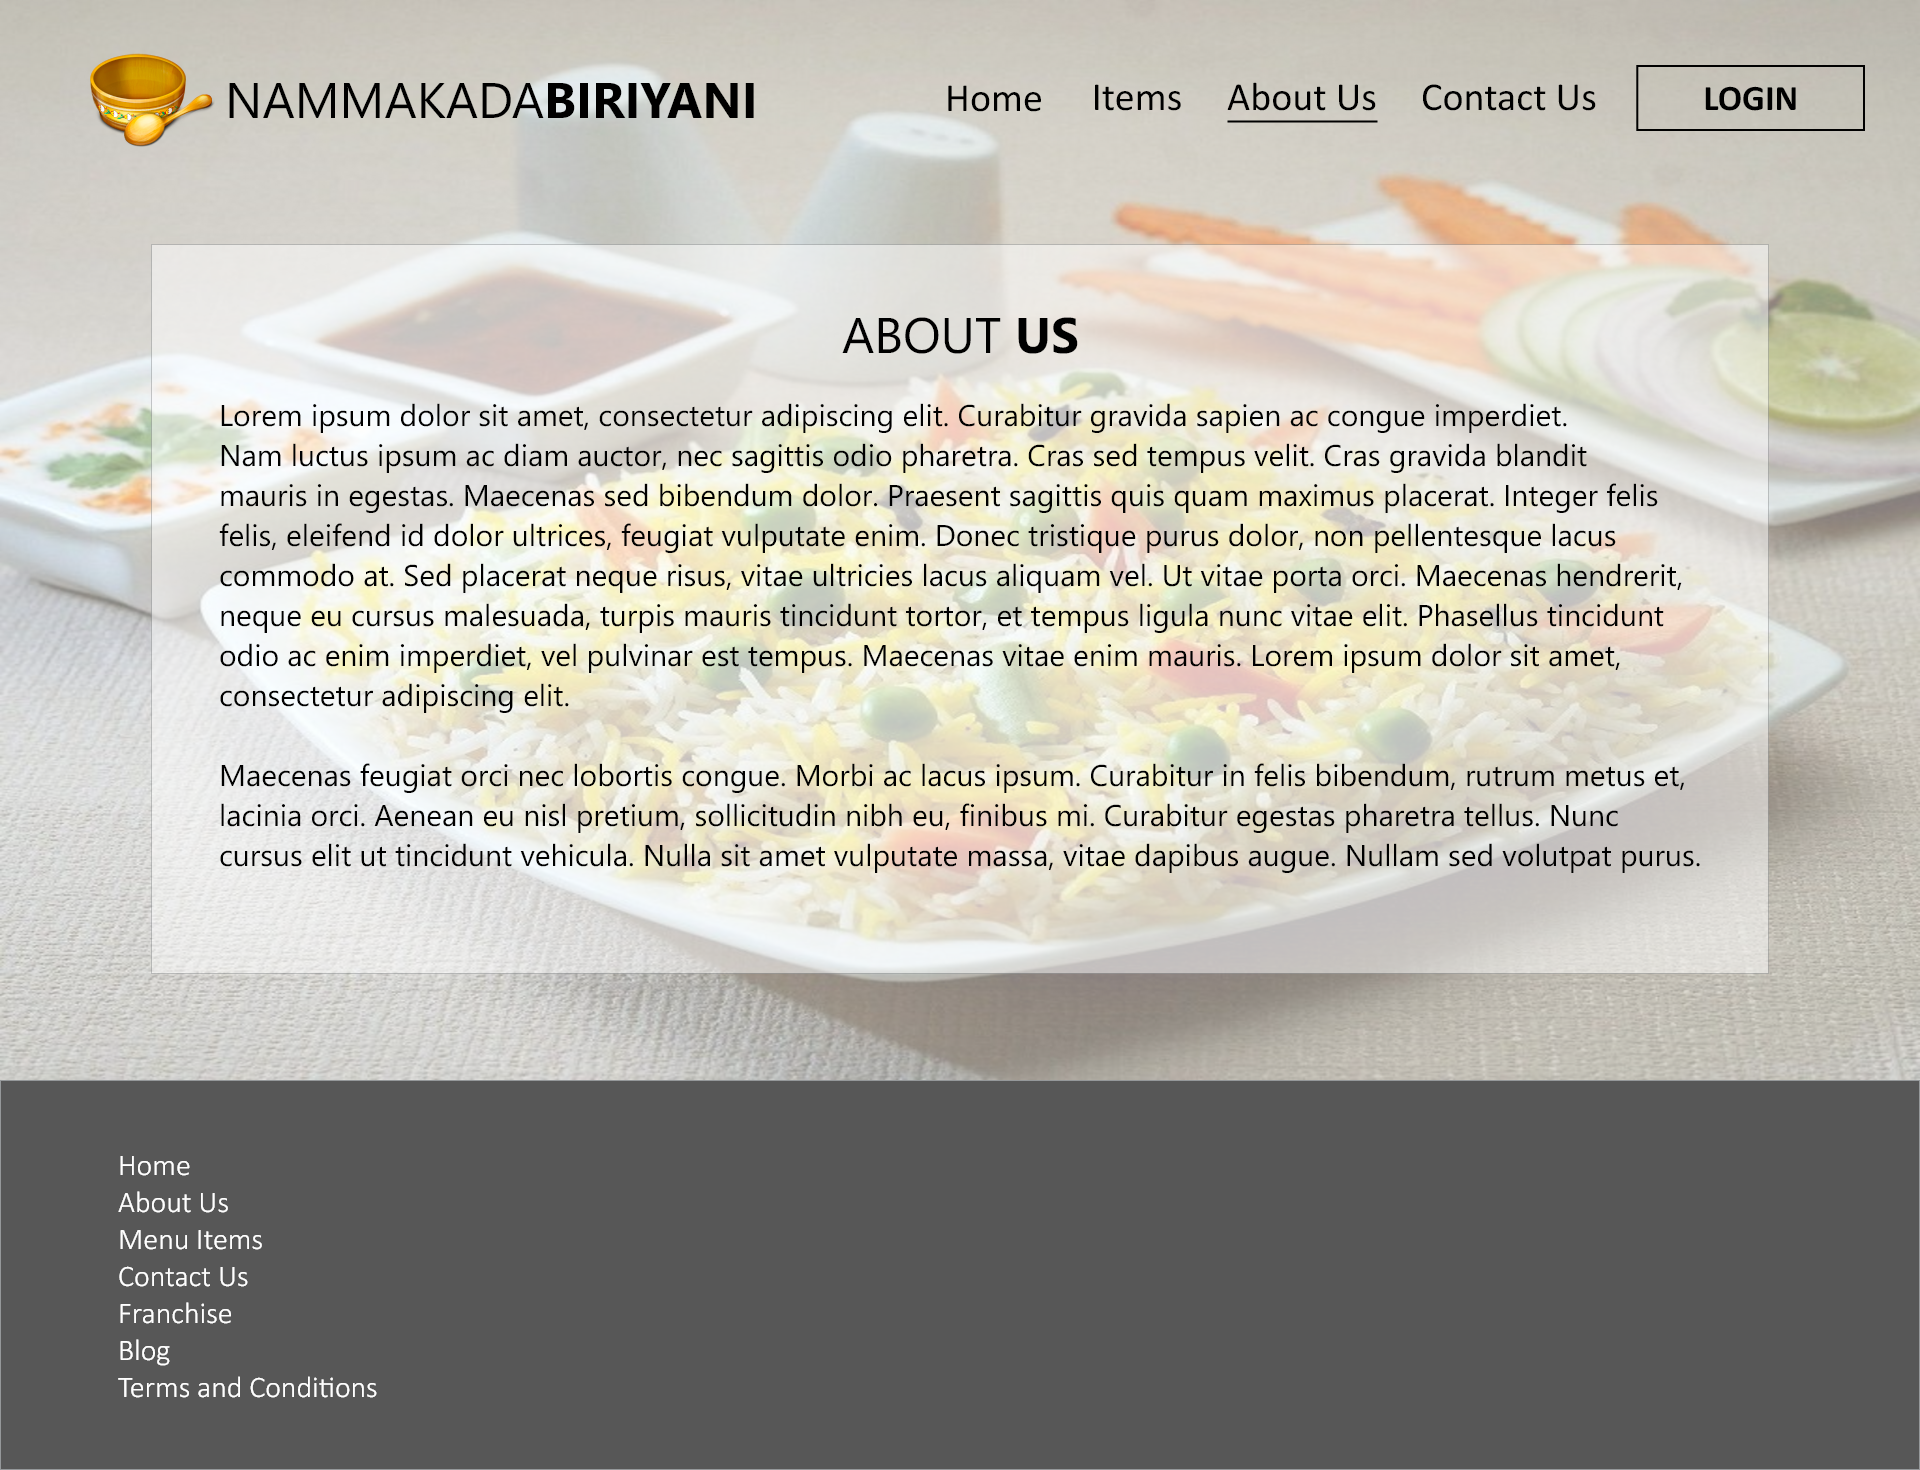 NAMMAKADABIRIYANI
Home Items About Us Contact Us LOGIN
ABOUT US
Lorem ipsum dolor sit amet, consectetur adipiscing elit. Curabitur gravida sapien ac congue imperdiet.
Nam luctus ipsum ac diam auctor, nec sagittis odio pharetra. Cras sed tempus velit. Cras gravida blandit
mauris in egestas. Maecenas sed bibendum dolor. Praesent sagittis quis quam maximus placerat. Integer felis
felis, eleifend id dolor ultrices, feugiat vulputate enim. Donec tristique purus dolor, non pellentesque lacus
commodo at. Sed placerat neque risus, vitae ultricies lacus aliquam vel. Ut vitae porta orci. Maecenas hendrerit,
neque eu cursus malesuada, turpis mauris tincidunt tortor, et tempus ligula nunc vitae elit. Phasellus tincidunt
odio ac enim imperdiet, vel pulvinar est tempus. Maecenas vitae enim mauris. Lorem ipsum dolor sit amet,
consectetur adipiscing elit.
Maecenas feugiat orci nec lobortis congue. Morbi ac lacus ipsum. Curabitur in felis bibendum, rutrum metus et,
lacinia orci. Aenean eu nisl pretium, sollicitudin nibh eu, finibus mi. Curabitur egestas pharetra tellus. Nunc
cursus elit ut tincidunt vehicula. Nulla sit amet vulputate massa, vitae dapibus augue. Nullam sed volutpat purus.
Home
About Us
Menu Items
Contact Us
Franchise
Blog
Terms and Conditions